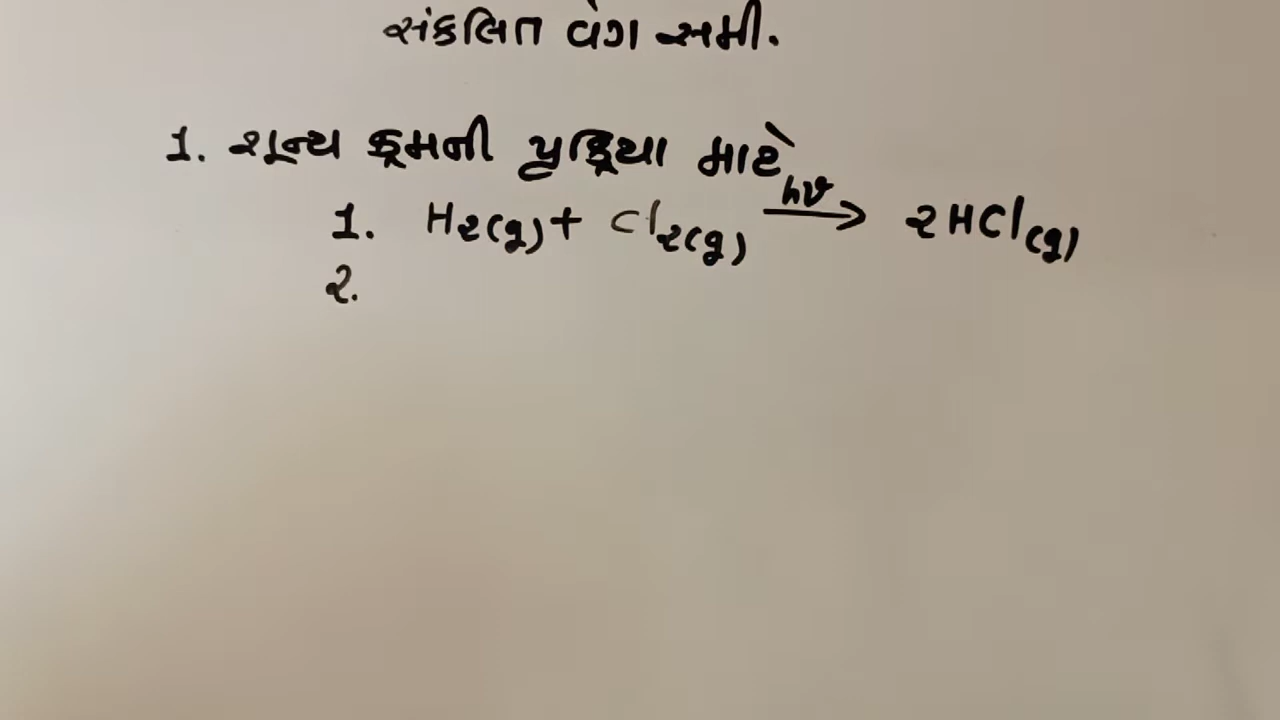 સંકલિત વેગ સમી.
1. શૂન્ય ક્રમની પ્રક્રિયા માટે
1. H2(g) + Cl2(g) hν → 2HCl(g)
2.